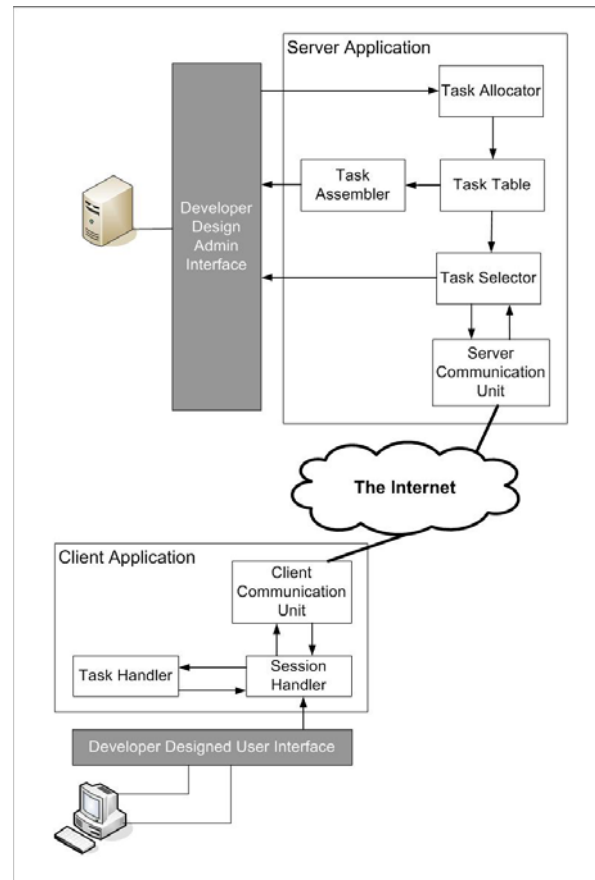 Server Application
Task Allocator
Task
Assembler
Task Table
Developer
Design
Admin
Interface
Task Selector
Server
Communication
Unit
The Internet
Client Application
Client
Communication
Unit
Task Handler
Session
Handler
Developer Designed User Interface